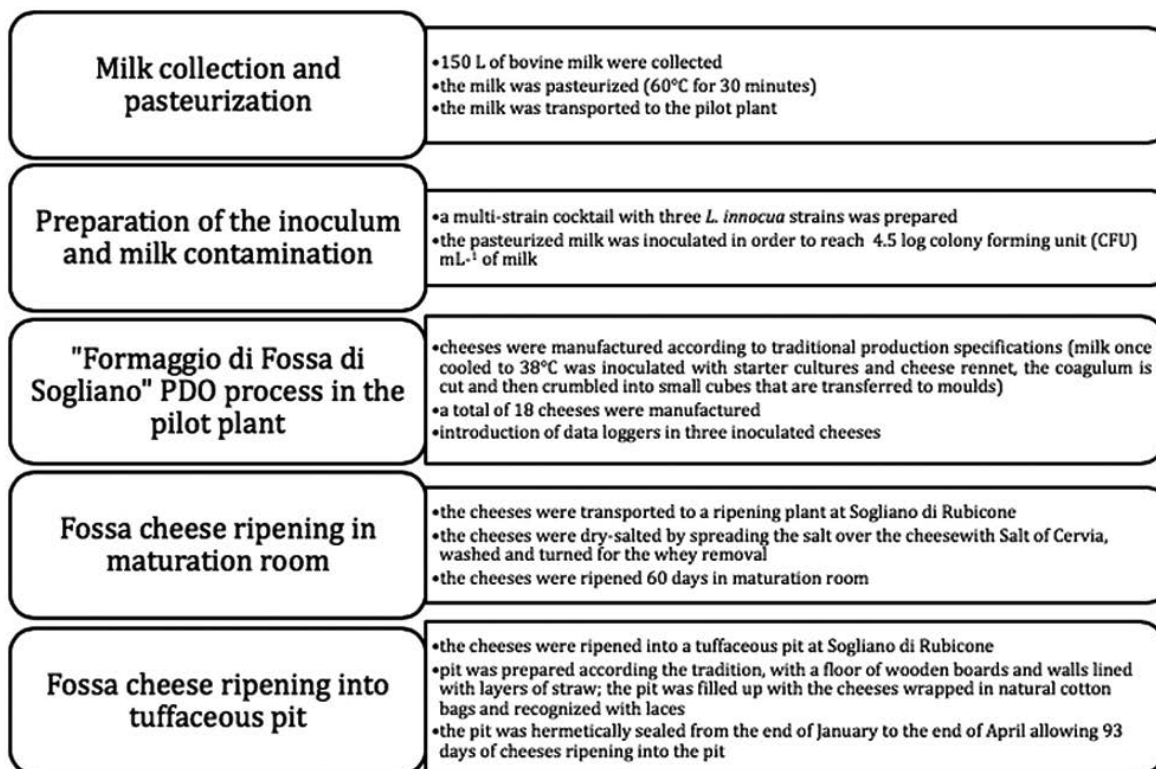 Milk collection and
pasteurization
•150 L of bovine milk were collected
•the milk was pasteurized (60°C for 30 minutes)
•the milk was transported to the pilot plant
Preparation of the inoculum
and milk contamination
•a multi-strain cocktail with three L. innocua strains was prepared
•the pasteurized milk was inoculated in order to reach 4.5 log colony forming unit (CFU)
mL-¹ of milk
"Formaggio di Fossa di
Sogliano" PDO process in the
pilot plant
•cheeses were manufactured according to traditional production specifications (milk once
cooled to 38°C was inoculated with starter cultures and cheese rennet, the coagulum is
cut and then crumbled into small cubes that are transferred to moulds)
•a total of 18 cheeses were manufactured
•introduction of data loggers in three inoculated cheeses
Fossa cheese ripening in
maturation room
•the cheeses were transported to a ripening plant at Sogliano di Rubicone
•the cheeses were dry-salted by spreading the salt over the cheesewith Salt of Cervia,
washed and turned for the whey removal
•the cheeses were ripened 60 days in maturation room
Fossa cheese ripening into
tuffaceous pit
•the cheeses were ripened into a tuffaceous pit at Sogliano di Rubicone
•pit was prepared according the tradition, with a floor of wooden boards and walls lined
with layers of straw; the pit was filled up with the cheeses wrapped in natural cotton
bags and recognized with laces
•the pit was hermetically sealed from the end of January to the end of April allowing 93
days of cheeses ripening into the pit